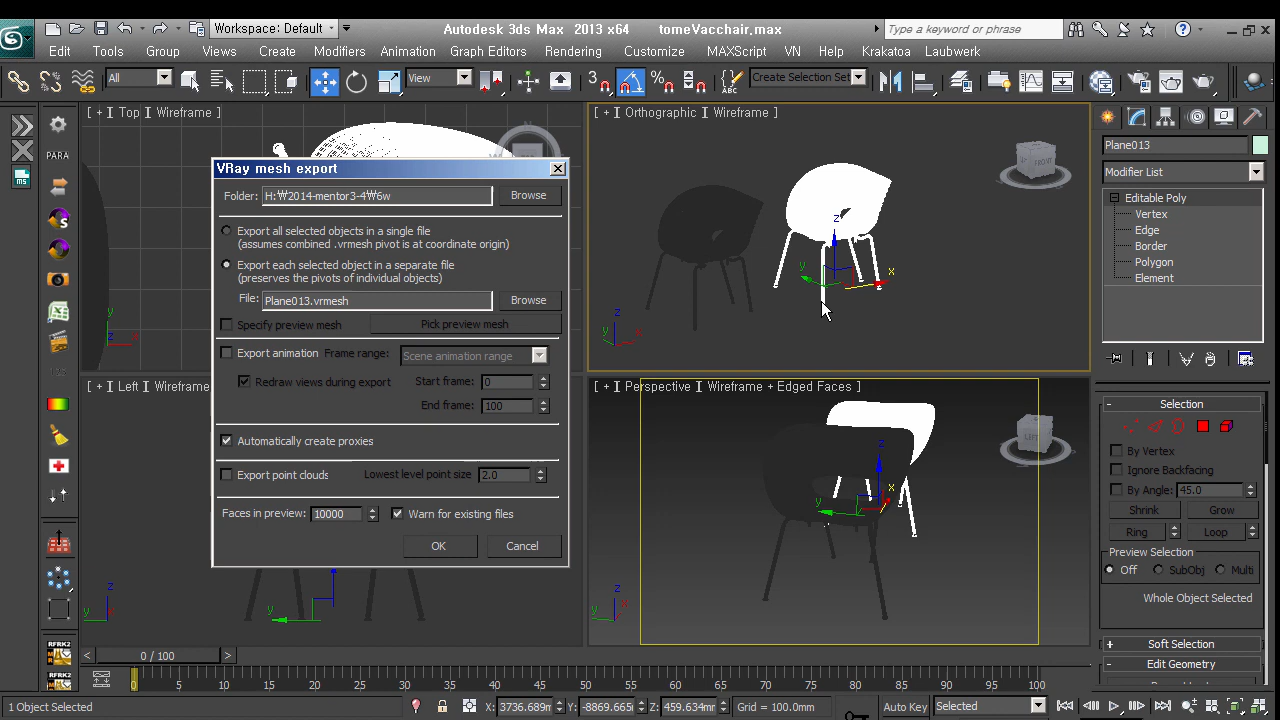 Workspace: Default
Autodesk 3ds Max 2013 x64 tomeVacchair,max
Type a keyword or phrase
Edit Tools Group Views Create Modifiers Animation Graph Editors Rendering Customize MAXScript VN Help Krakatoa Laubwerk
All
View
3
ABC
Create Selection Set
[ + ] Top ] Wireframe ]
[ + ] Orthographic ] Wireframe ]
FRONT
z
y
x
z
Plane013
Modifier List
Editable Poly
Vertex
Edge
Border
Polygon
Element
PARA
VRay mesh export
Folder: H:₩2014-mentor3-4₩6w Browse
Export all selected objects in a single file
(assumes combined .vrmesh pivot is at coordinate origin)
Export each selected object in a separate file
(preserves the pivots of individual objects)
File: Plane013.vrmesh Browse
Specify preview mesh Pick preview mesh
Export animation Frame range: Scene animation range
Redraw views during export Start frame: 0
End frame: 100
Automatically create proxies
Export point clouds Lowest level point size 2.0
Faces in preview: 10000 Warn for existing files
OK Cancel
[ + ] Left ] Wireframe
[ + ] Perspective ] Wireframe + Edged Faces ]
z
x
y
z
y
z
y
Selection
By Vertex
Ignore Backfacing
By Angle: 45.0
Shrink Grow
Ring Loop
Preview Selection
Off SubObj Multi
Whole Object Selected
Soft Selection
Edit Geometry
RFRK2
RFRK2
0 / 100
0 5 10 15 20 25 30 35 40 45 50 55 60 65 70 75 80 85 90 95 100
1 Object Selected X: 3736.689m Y: -8869.665 Z: 459.634mr Grid = 100.0mm Auto Key Selected